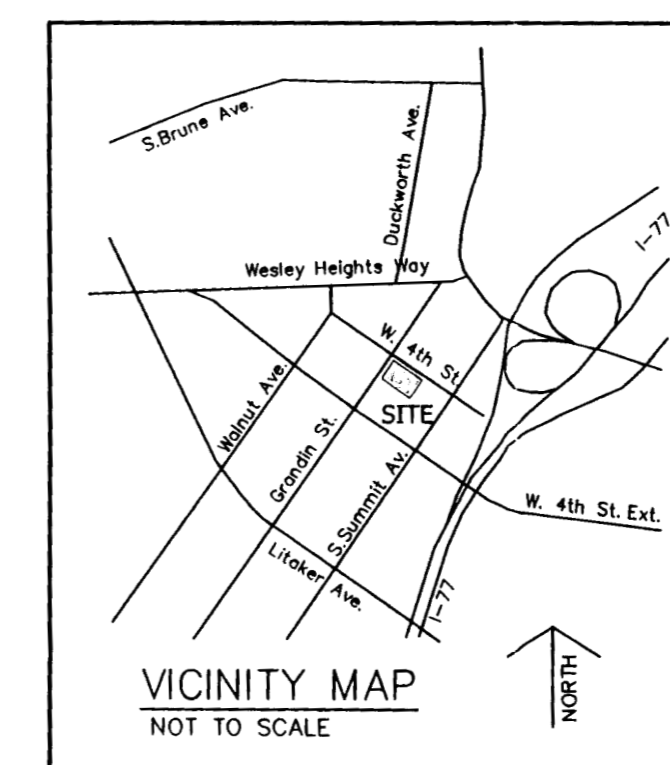 S.Brune Ave.
Duckworth Ave.
I-77
Wesley Heights Way
W. 4th St.
Walnut Ave.
SITE
Grandin St.
S.Summit Av.
W. 4th St. Ext.
Litaker Ave.
I-77
VICINITY MAP
NOT TO SCALE
NORTH